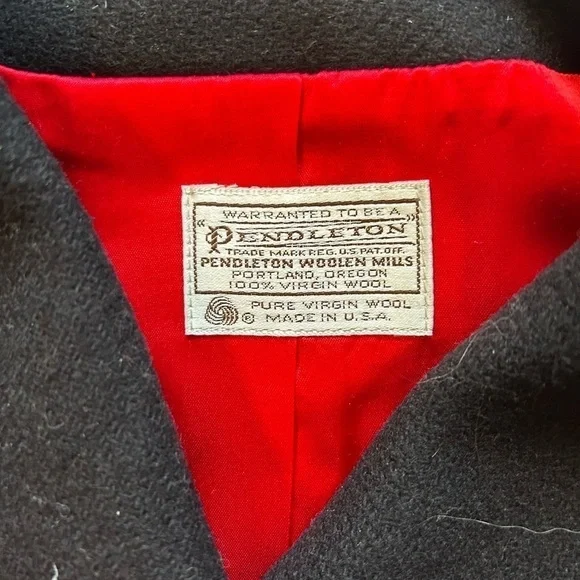 WARRANTED TO BE A
"PENDLETON"
TRADE MARK REG. U.S. PAT. OFF.
PENDLETON WOOLEN MILLS
PORTLAND, OREGON
100% VIRGIN WOOL
PURE VIRGIN WOOL
© MADE IN U.S.A.